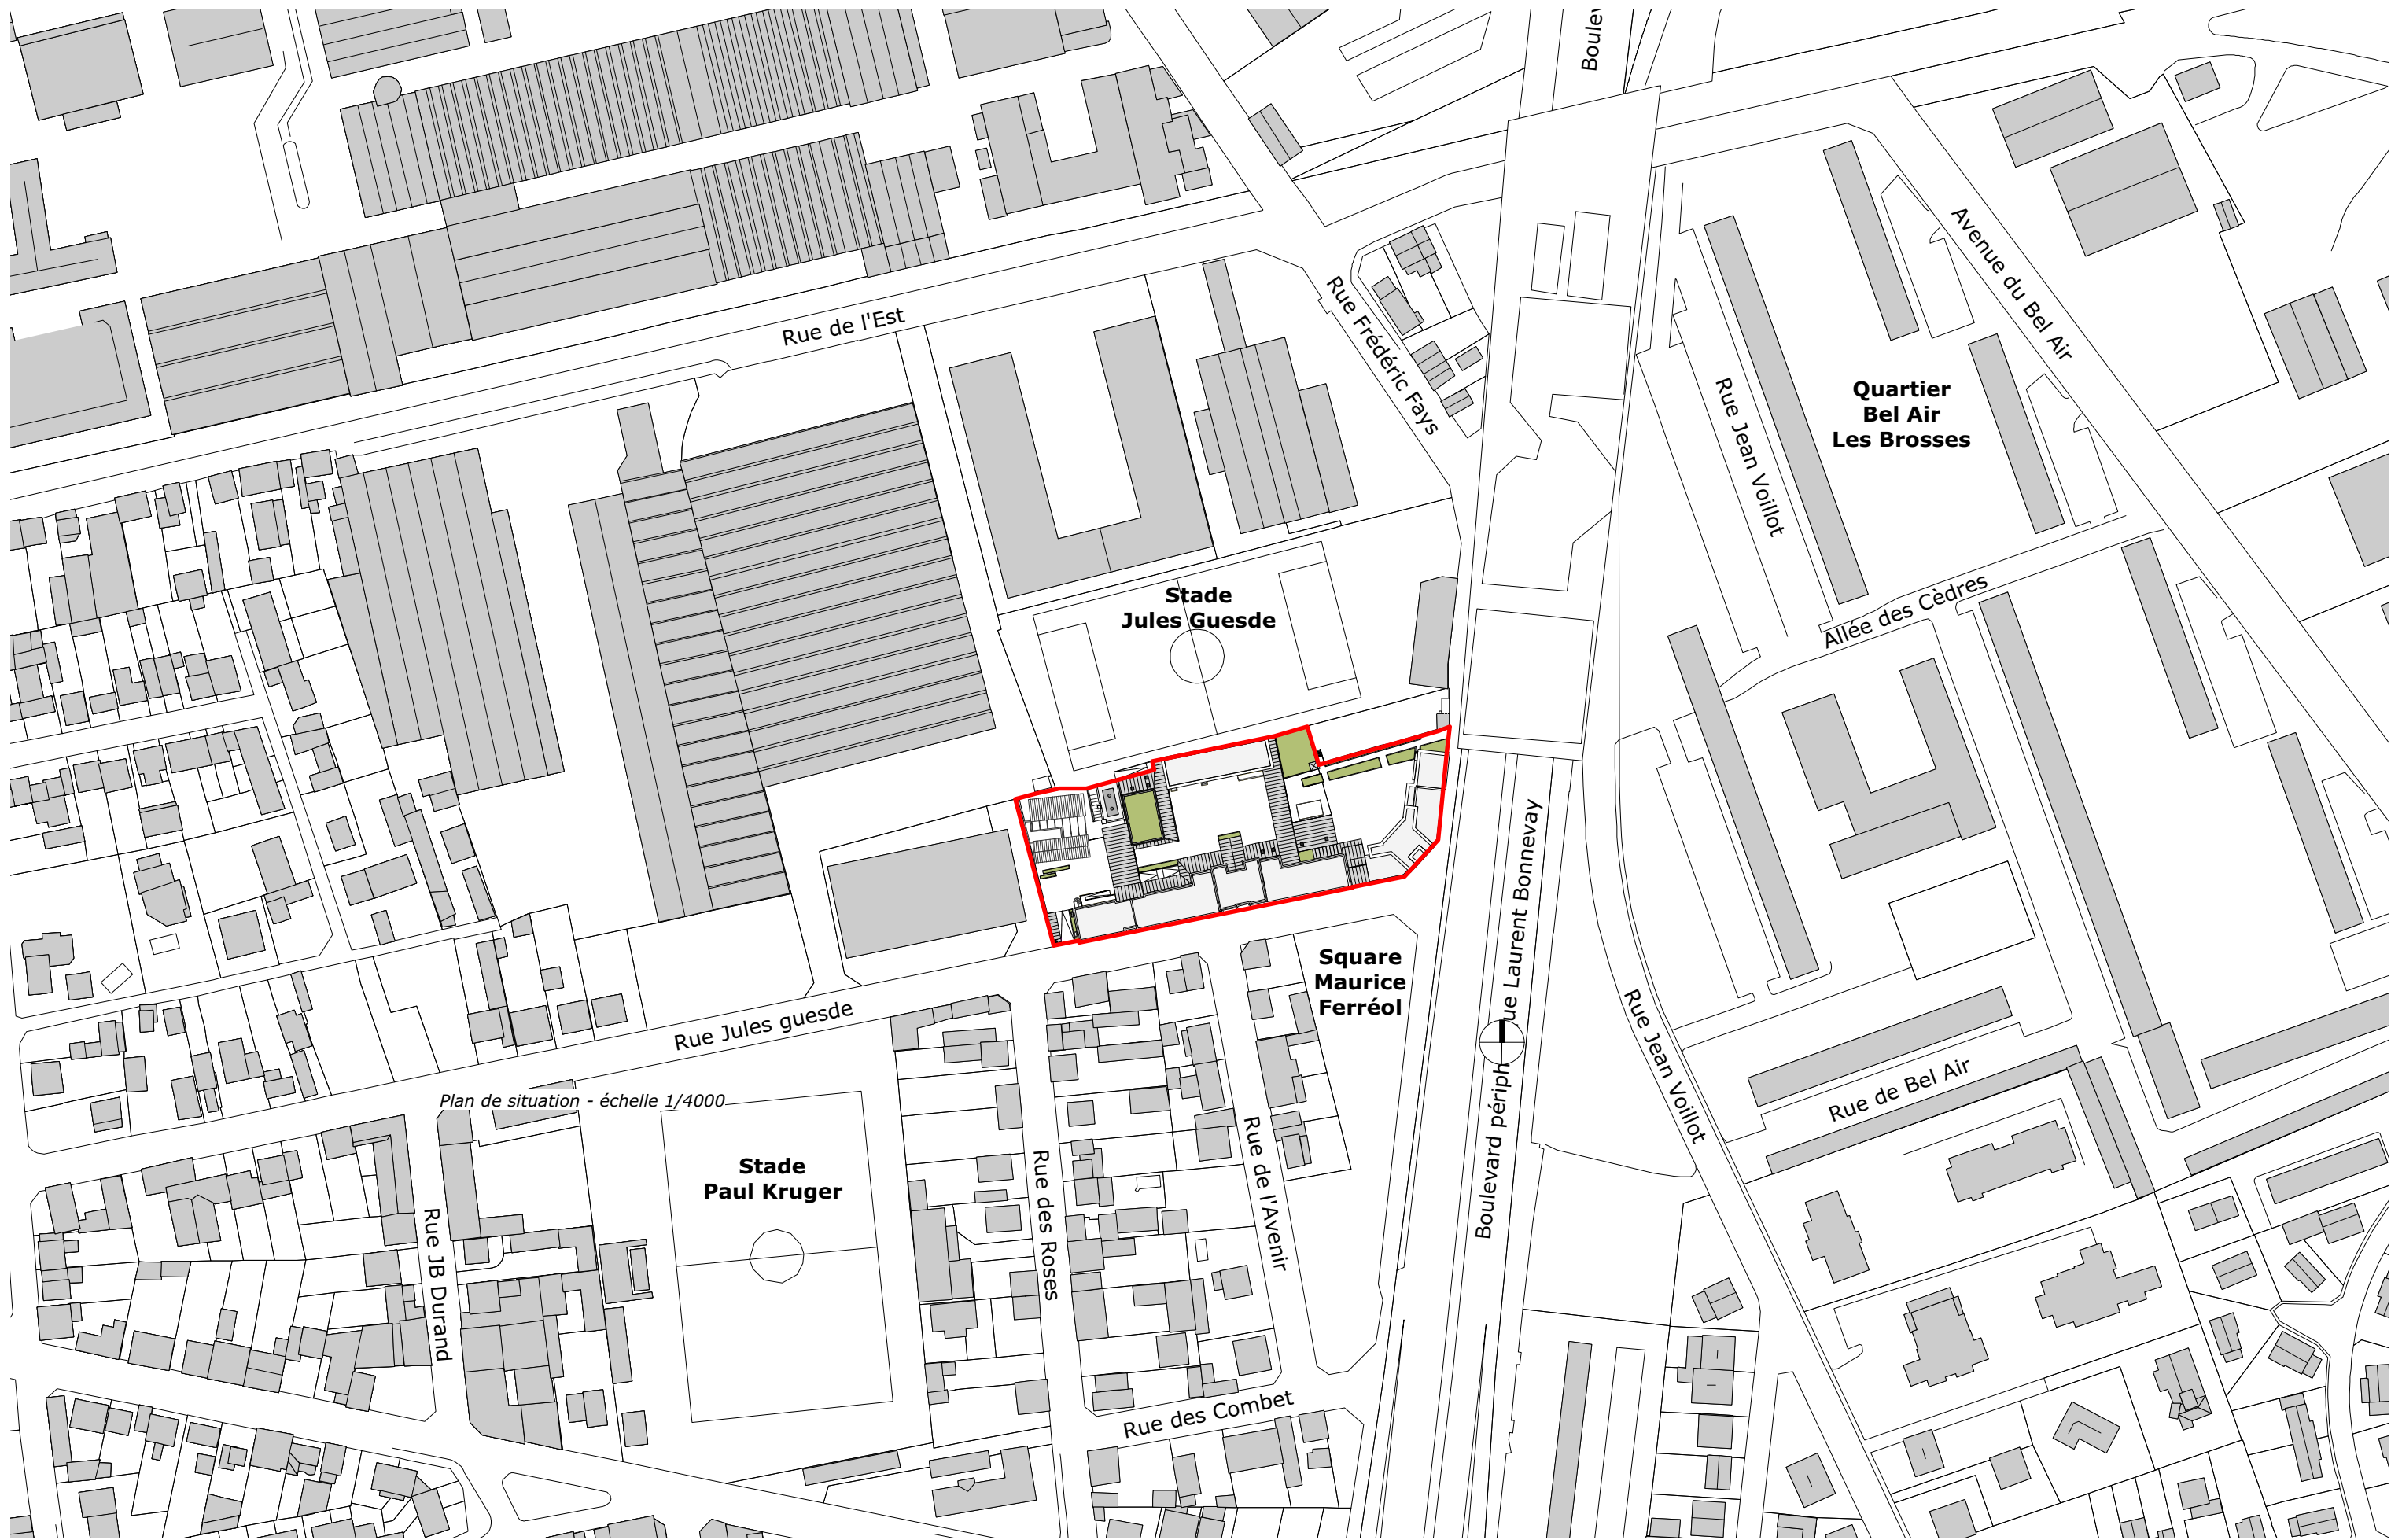 Boulev
Rue de l'Est
Rue Frédéric Fays
Avenue du Bel Air
Rue Jean Voillot
Quartier
Bel Air
Les Brosses
Stade
Jules Guesde
Allée des Cèdres
Square
Maurice
Ferréol
Boulevard périph ue Laurent Bonnevay
Rue Jean Voillot
Rue Jules guesde
Plan de situation - échelle 1/4000
Rue de Bel Air
Stade
Paul Kruger
Rue JB Durand
Rue des Roses
Rue de l'Avenir
Rue des Combet